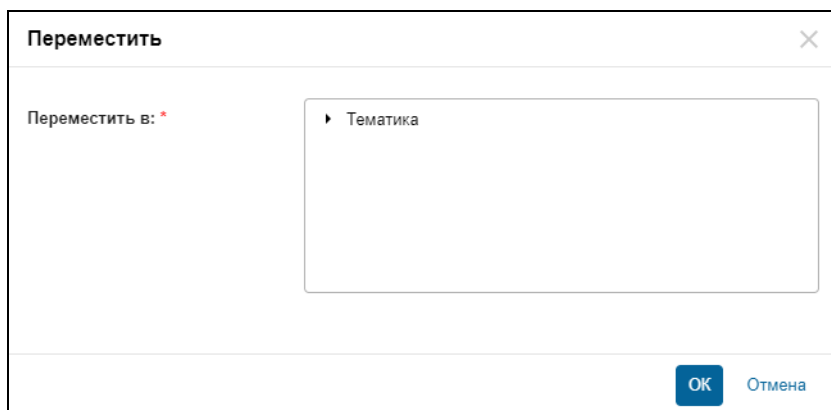 Переместить
Переместить в: *
Тематика
ОК
Отмена